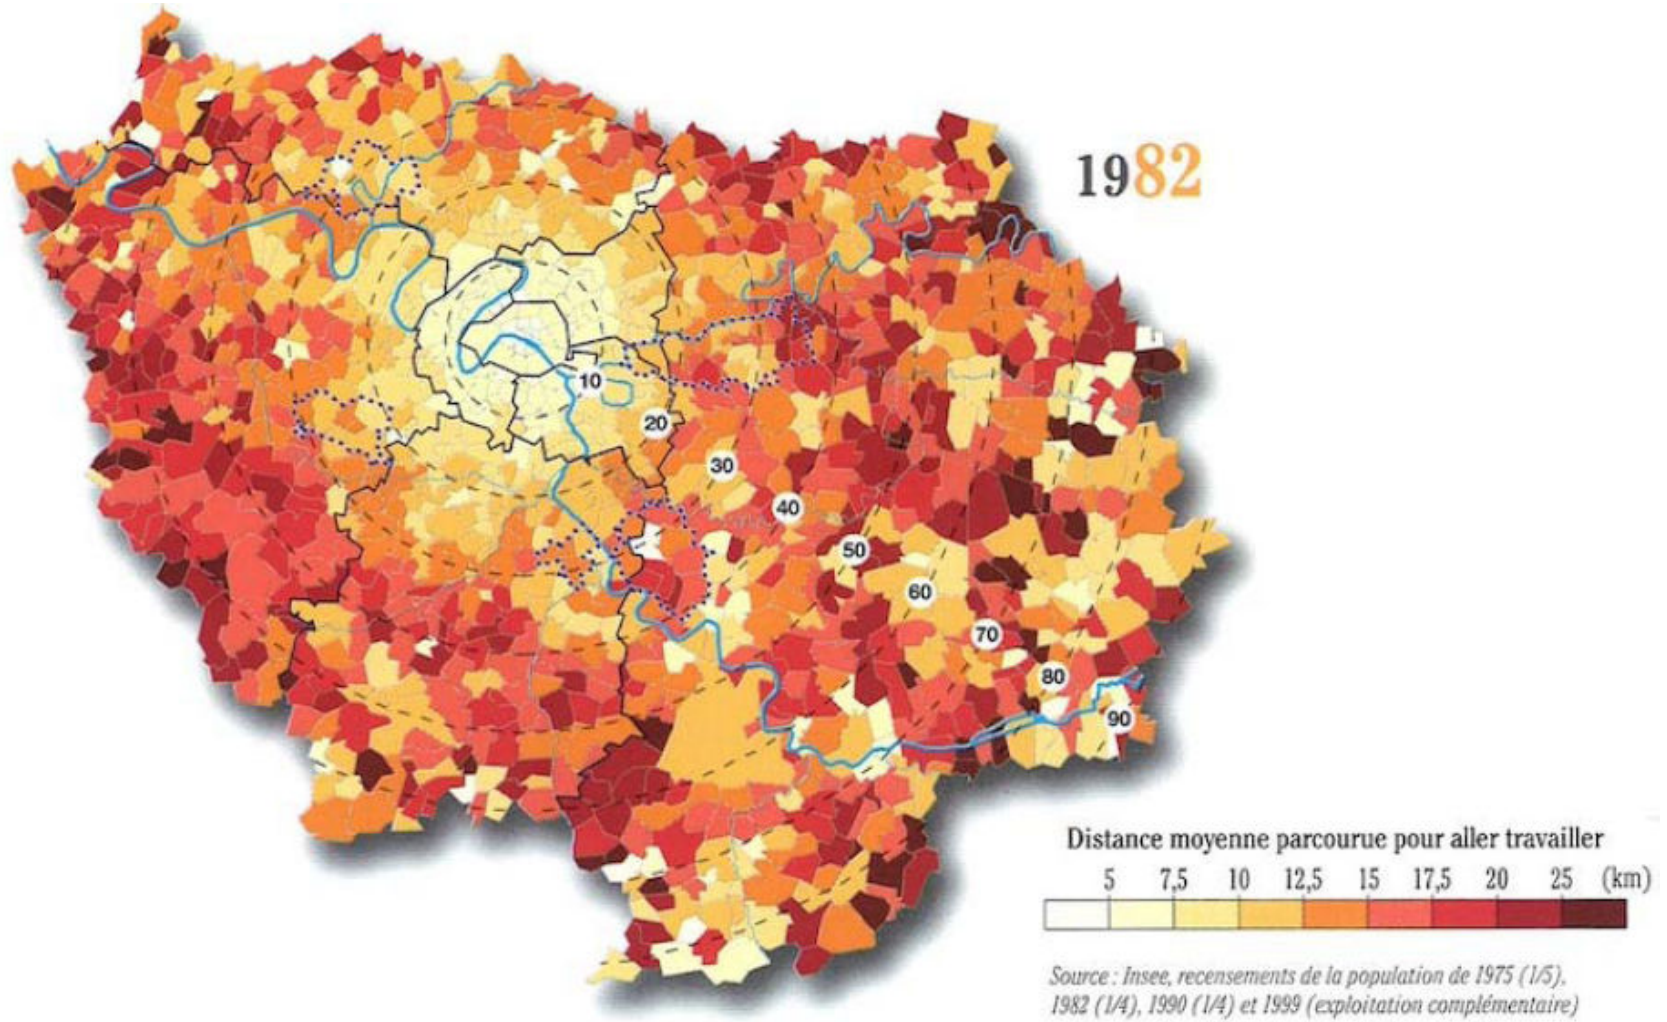 1982
10
20
30
40
50
60
70
80
90
Distance moyenne parcourue pour aller travailler
5 7,5 10 12,5 15 17,5 20 25 (km)
Source : Insee, recensements de la population de 1975 (1/5),
1982 (1/4), 1990 (1/4) et 1999 (exploitation complémentaire)